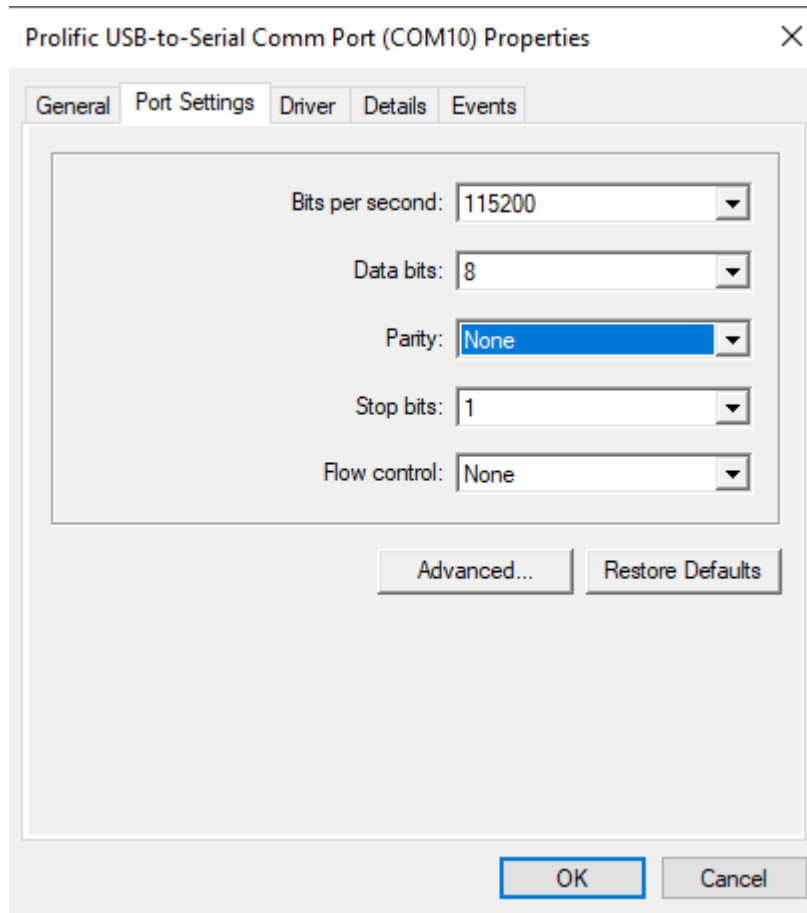 Prolific USB-to-Serial Comm Port (COM10) Properties
General Port Settings Driver Details Events
Bits per second: 115200
Data bits: 8
Parity: None
Stop bits: 1
Flow control: None
Advanced... Restore Defaults
OK Cancel